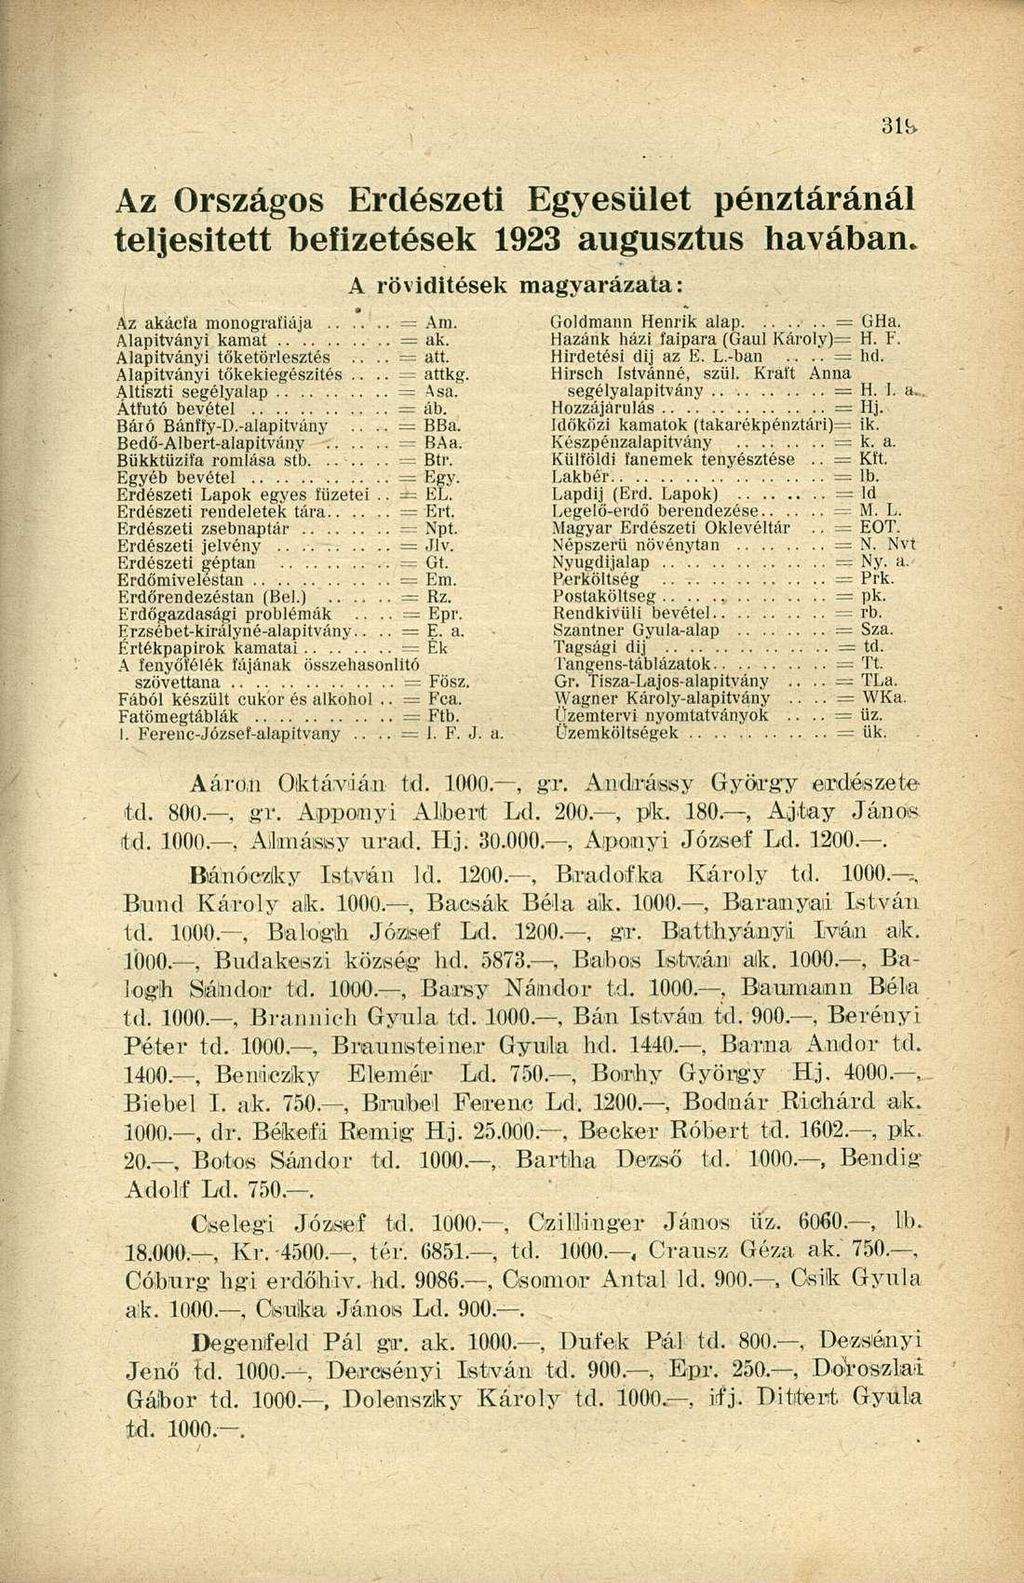 319
Az Országos Erdészeti Egyesület pénztáránál
teljesitett befizetések 1923 augusztus havában.
A röviditések magyarázata:
Az akácfa monografiája . . . . . . = Am.
Alapitványi kamat . . . . . . . . . = ak.
Alapitványi tőketörlesztés . . . . = att.
Alapitványi tőkekiegészités . . . . = attkg.
Altiszti segélyalap . . . . . . . . . = Asa.
Átfutó bevétel . . . . . . . . . . . = áb.
Báró Bánffy-D.-alapitvány . . . . = BBa.
Bedő-Albert-alapitvány . . . . . . = BAa.
Bükktüzifa romlása stb. . . . . . . = Btr.
Egyéb bevétel . . . . . . . . . . . = Egy.
Erdészeti Lapok egyes füzetei . . = EL.
Erdészeti rendeletek tára . . . . . = Ert.
Erdészeti zsebnaptár . . . . . . . = Npt.
Erdészeti jelvény . . . . . . . . . = Jlv.
Erdészeti géptan . . . . . . . . . = Gt.
Erdőmiveléstan . . . . . . . . . . = Em.
Erdőrendezéstan (Bel.) . . . . . . = Rz.
Erdőgazdasági problémák . . . . = Epr.
Erzsébet-királyné-alapitvány . . . . = E. a.
Értékpapirok kamatai . . . . . . . = Ék
A fenyőfélék fájának összehasonlitó
szövettana . . . . . . . . . . . . = Fösz.
Fából készült cukor és alkohol . . = Fca.
Fatömegtáblák . . . . . . . . . . = Ftb.
I. Ferenc-József-alapitvany . . . . = I. F. J. a.
Goldmann Henrik alap. . . . . . . = GHa.
Hazánk házi faipara (Gaul Károly)= H. F.
Hirdetési dij az E. L.-ban . . . . = hd.
Hirsch Istvánné, szül. Kraft Anna
segélyalapitvány . . . . . . . . = H. I. a.
Hozzájárulás . . . . . . . . . . . = Hj.
Időközi kamatok (takarékpénztári)= ik.
Készpénzalapitvány . . . . . . . = k. a.
Külföldi fanemek tenyésztése . . = Kft.
Lakbér . . . . . . . . . . . . . . = lb.
Lapdij (Erd. Lapok) . . . . . . . = ld
Legelő-erdő berendezése . . . . . = M. L.
Magyar Erdészeti Oklevéltár . . = EOT.
Népszerü növénytan . . . . . . . = N. Nvt
Nyugdijalap . . . . . . . . . . . = Ny. a.
Perköltség . . . . . . . . . . . . = Prk.
Postaköltseg . . . . . . . . . . . = pk.
Rendkivüli bevétel . . . . . . . . = rb.
Szantner Gyula-alap . . . . . . . = Sza.
Tagsági dij . . . . . . . . . . . . = td.
Tangens-táblázatok . . . . . . . . = Tt.
Gr. Tisza-Lajos-alapitvány . . . . = TLa.
Wagner Károly-alapitvány . . . . = WKa.
Üzemtervi nyomtatványok . . . . = üz.
Üzemköltségek . . . . . . . . . . = ük.
Aáron Oktávián td. 1000.—, gr. Andrássy György erdészete
td. 800.—, gr. Apponyi Albert Ld. 200.—, pk. 180.—, Ajtay János
td. 1000.—, Almássy urad. Hj. 30.000.—, Aponyi József Ld. 1200.—.
Bánóczky István ld. 1200.—, Bradofka Károly td. 1000.—,
Bund Károly ak. 1000.—, Bacsák Béla ak. 1000.—, Baranyai István
td. 1000.—, Balogh József Ld. 1200.—, gr. Batthyányi Iván ak.
1000.—, Budakeszi község hd. 5873.—, Babos István ak. 1000.—, Ba-
logh Sándor td. 1000.—, Barsy Nándor td. 1000.—, Baumann Béla
td. 1000.—, Brannich Gyula td. 1000.—, Bán István td. 900.—, Berényi
Péter td. 1000.—, Braunsteiner Gyula hd. 1440.—, Barna Andor td.
1400.—, Beniczky Elemér Ld. 750.—, Borhy György Hj. 4000.—,
Biebel I. ak. 750.—, Brubel Ferenc Ld. 1200.—, Bodnár Richárd ak.
1000.—, dr. Békefi Remig Hj. 25.000.—, Becker Róbert td. 1602.—, pk.
20.—, Botos Sándor td. 1000.—, Bartha Dezső td. 1000.—, Bendig
Adolf Ld. 750.—.
Cselegi József td. 1000.—, Czillinger János üz. 6060.—, lb.
18.000.—, Kr. 4500.—, tér. 6851.—, td. 1000.—, Crausz Géza ak. 750.—,
Cóburg hgi erdőhiv. hd. 9086.—, Csomor Antal ld. 900.—, Csik Gyula
ak. 1000.—, Csuka János Ld. 900.—.
Degenfeld Pál gr. ak. 1000.—, Dufek Pál td. 800.—, Dezsényi
Jenő td. 1000.—, Dercsényi István td. 900.—, Epr. 250.—, Doroszlai
Gábor td. 1000.—, Dolenszky Károly td. 1000.—, ifj. Dittert Gyula
td. 1000.—.